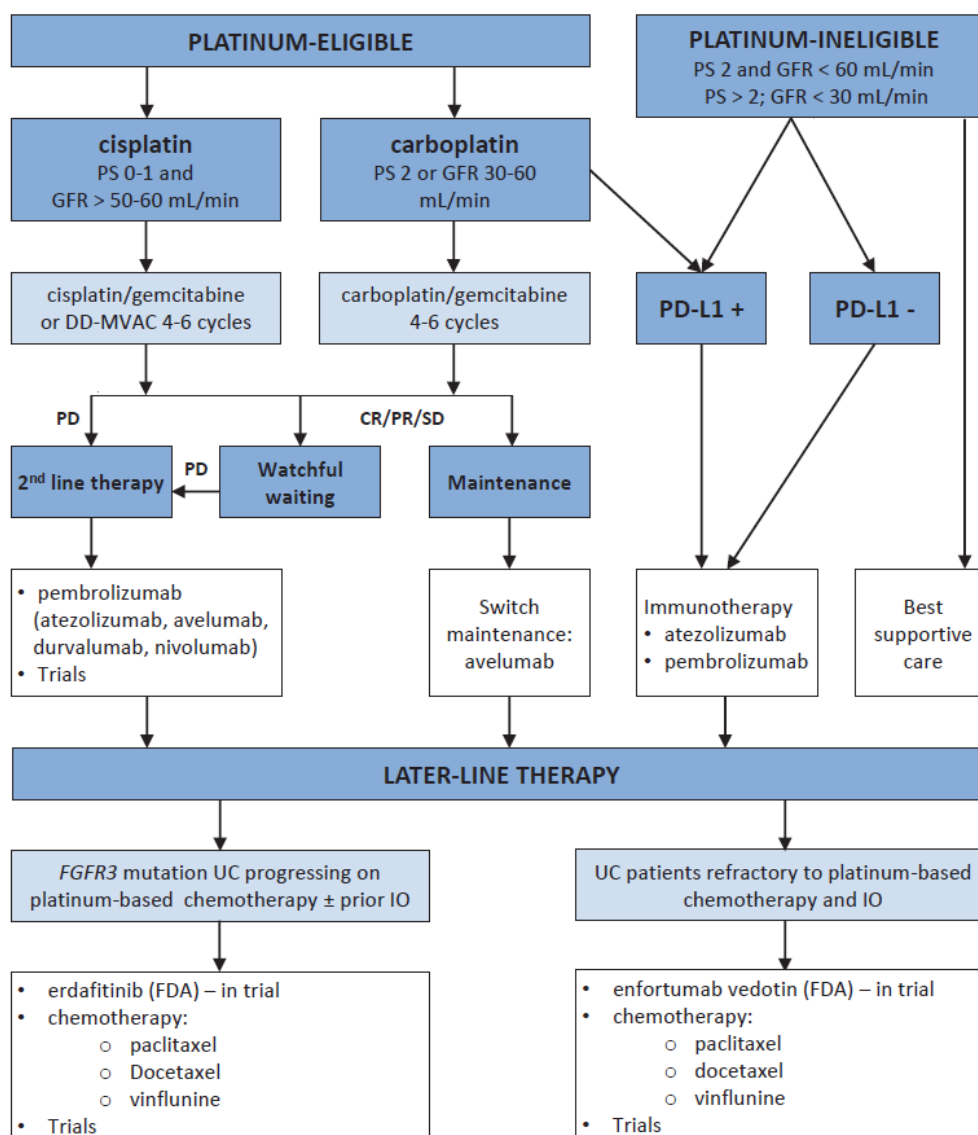 PLATINUM-ELIGIBLE
PLATINUM-INELIGIBLE
PS 2 and GFR < 60 mL/min
PS > 2; GFR < 30 mL/min
cisplatin
PS 0-1 and
GFR > 50-60 mL/min
carboplatin
PS 2 or GFR 30-60
mL/min
cisplatin/gemcitabine
or DD-MVAC 4-6 cycles
carboplatin/gemcitabine
4-6 cycles
PD-L1 +
PD-L1 -
PD
CR/PR/SD
2nd line therapy
PD
Watchful
waiting
Maintenance
• pembrolizumab
(atezolizumab, avelumab,
durvalumab, nivolumab)
• Trials
Switch
maintenance:
avelumab
Immunotherapy
• atezolizumab
• pembrolizumab
Best
supportive
care
LATER-LINE THERAPY
FGFR3 mutation UC progressing on
platinum-based chemotherapy ± prior IO
UC patients refractory to platinum-based
chemotherapy and IO
• erdafitinib (FDA) – in trial
• chemotherapy:
o paclitaxel
o Docetaxel
o vinflunine
• Trials
• enfortumab vedotin (FDA) – in trial
• chemotherapy:
o paclitaxel
o docetaxel
o vinflunine
• Trials